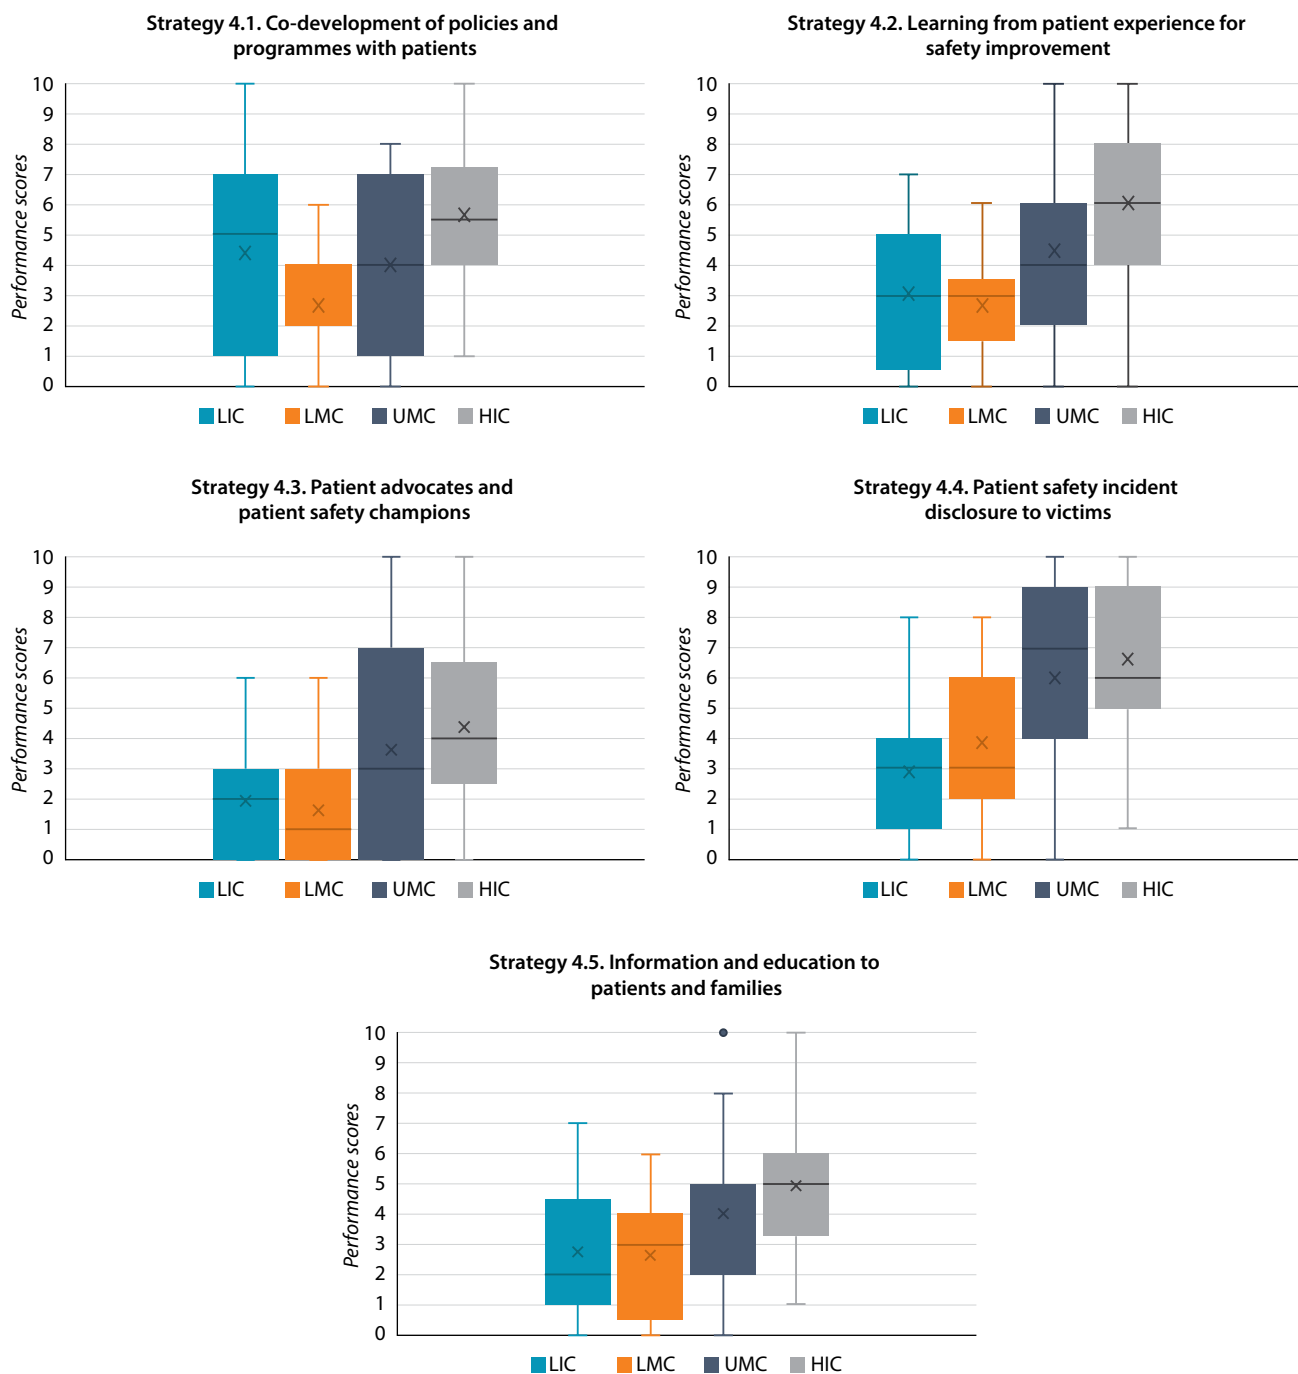 Strategy 4.1. Co-development of policies and
programmes with patients
Performance scores
10
9
8
7
6
5
4
3
2
1
0
LIC LMC UMC HIC
Strategy 4.2. Learning from patient experience for
safety improvement
Performance scores
10
9
8
7
6
5
4
3
2
1
0
LIC LMC UMC HIC
Strategy 4.3. Patient advocates and
patient safety champions
Performance scores
10
9
8
7
6
5
4
3
2
1
0
LIC LMC UMC HIC
Strategy 4.4. Patient safety incident
disclosure to victims
Performance scores
10
9
8
7
6
5
4
3
2
1
0
LIC LMC UMC HIC
Strategy 4.5. Information and education to
patients and families
Performance scores
10
9
8
7
6
5
4
3
2
1
0
LIC LMC UMC HIC